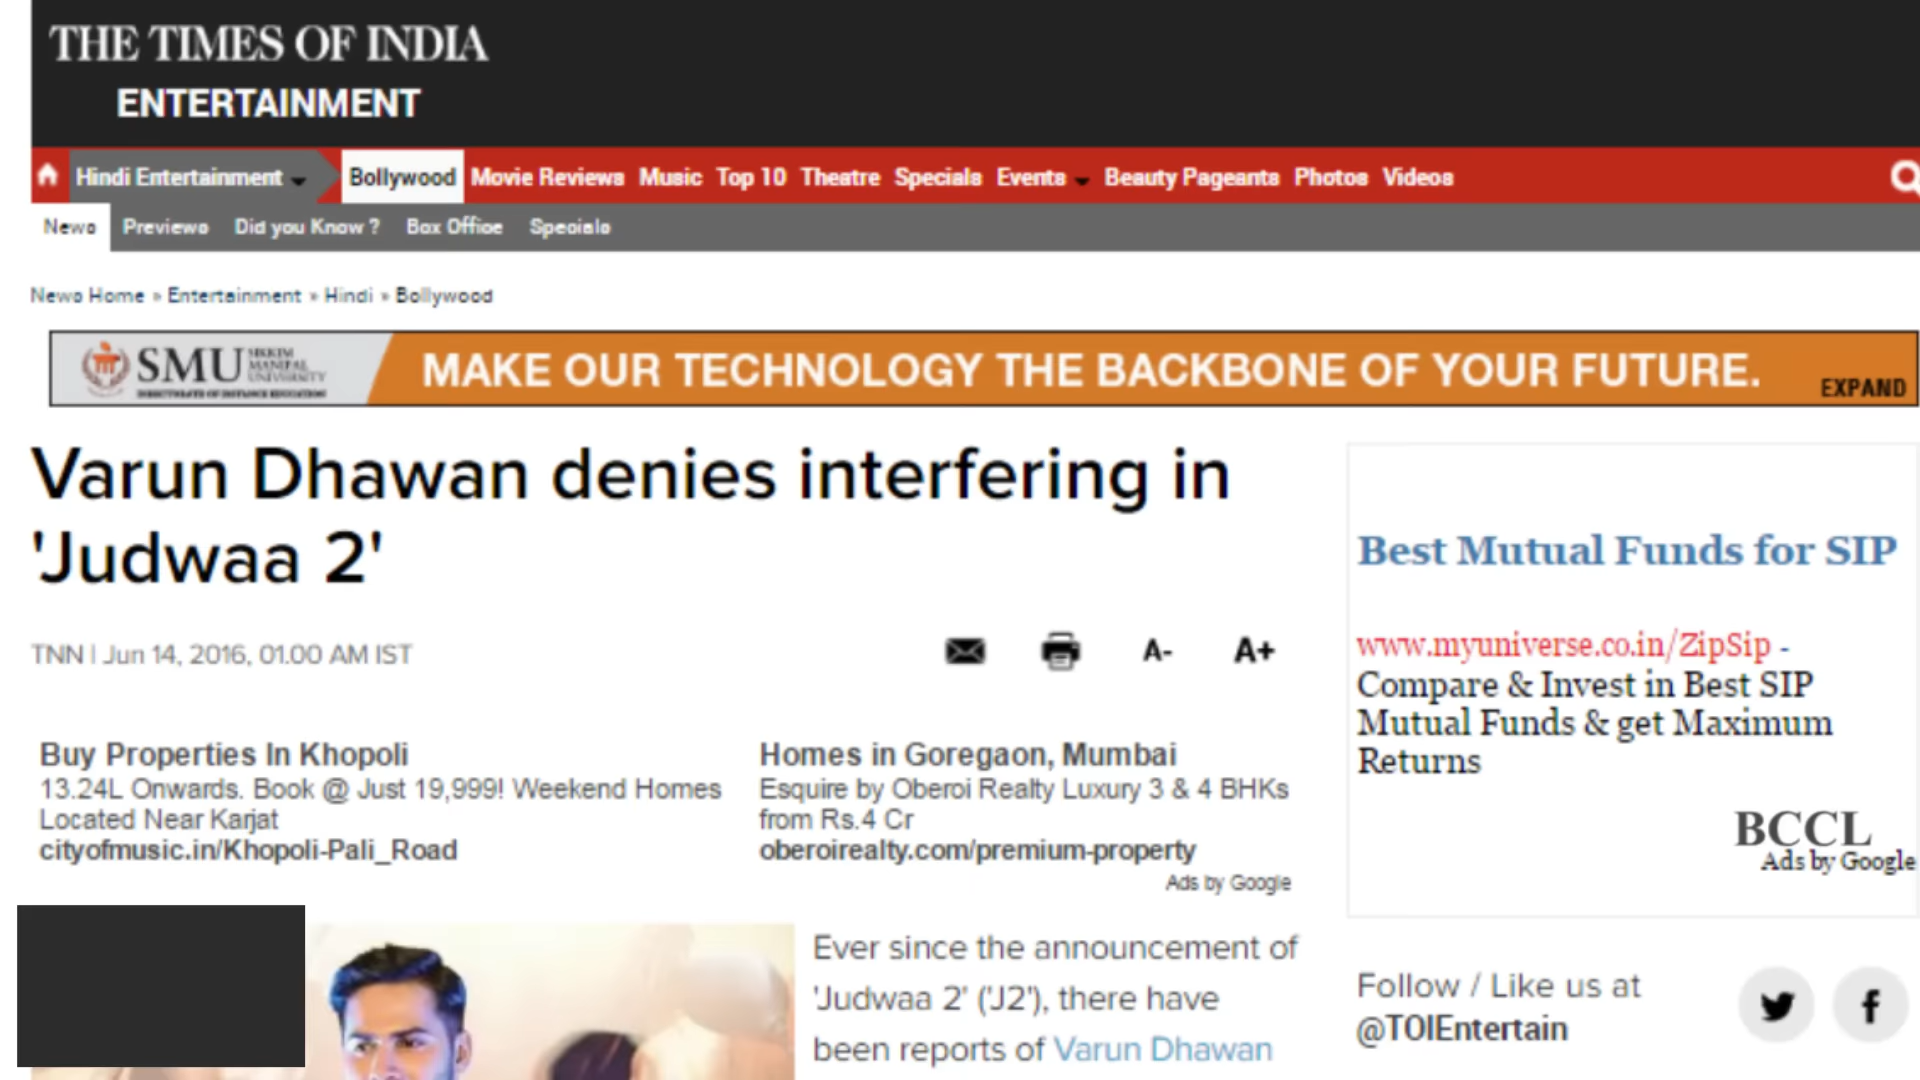 THE TIMES OF INDIA
ENTERTAINMENT
Hindi Entertainment Bollywood Movie Reviews Music Top 10 Theatre Specials Events Beauty Pageants Photos Videos
News Previews Did you Know ? Box Office Specials
News Home » Entertainment » Hindi » Bollywood
SMU SIKKIM MANIPAL UNIVERSITY
DIRECTORATE OF DISTANCE EDUCATION
MAKE OUR TECHNOLOGY THE BACKBONE OF YOUR FUTURE.
EXPAND
Varun Dhawan denies interfering in
'Judwaa 2'
TNN | Jun 14, 2016, 01.00 AM IST
A- A+
Buy Properties In Khopoli
13.24L Onwards. Book @ Just 19,999! Weekend Homes
Located Near Karjat
cityofmusic.in/Khopoli-Pali_Road
Homes in Goregaon, Mumbai
Esquire by Oberoi Realty Luxury 3 & 4 BHKs
from Rs.4 Cr
oberoirealty.com/premium-property
Ads by Google
Ever since the announcement of
'Judwaa 2' ('J2'), there have
been reports of Varun Dhawan
Best Mutual Funds for SIP
www.myuniverse.co.in/ZipSip -
Compare & Invest in Best SIP
Mutual Funds & get Maximum
Returns
BCCL
Ads by Google
Follow / Like us at
@TOIEntertain